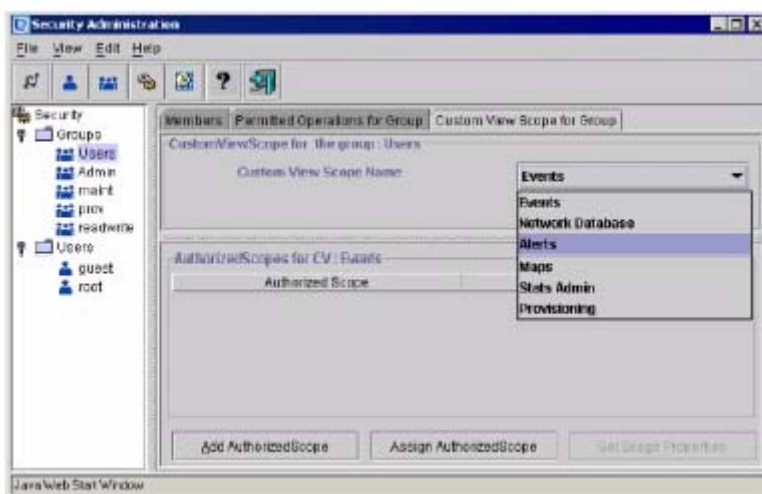 Security Administration
File View Edit Help
Security
Groups
Users
Admin
maint
prov
readwrite
Users
guest
root
Members Permitted Operations for Group Custom View Scope for Group
CustomViewScope for the group : Users
Custom View Scope Name
Events
Events
Network Database
Alerts
Maps
Stats Admin
Provisioning
AuthorizedScopes for CV : Events
Authorized Scope
Add AuthorizedScope Assign AuthorizedScope Set Scope Properties
Java Web Start Window